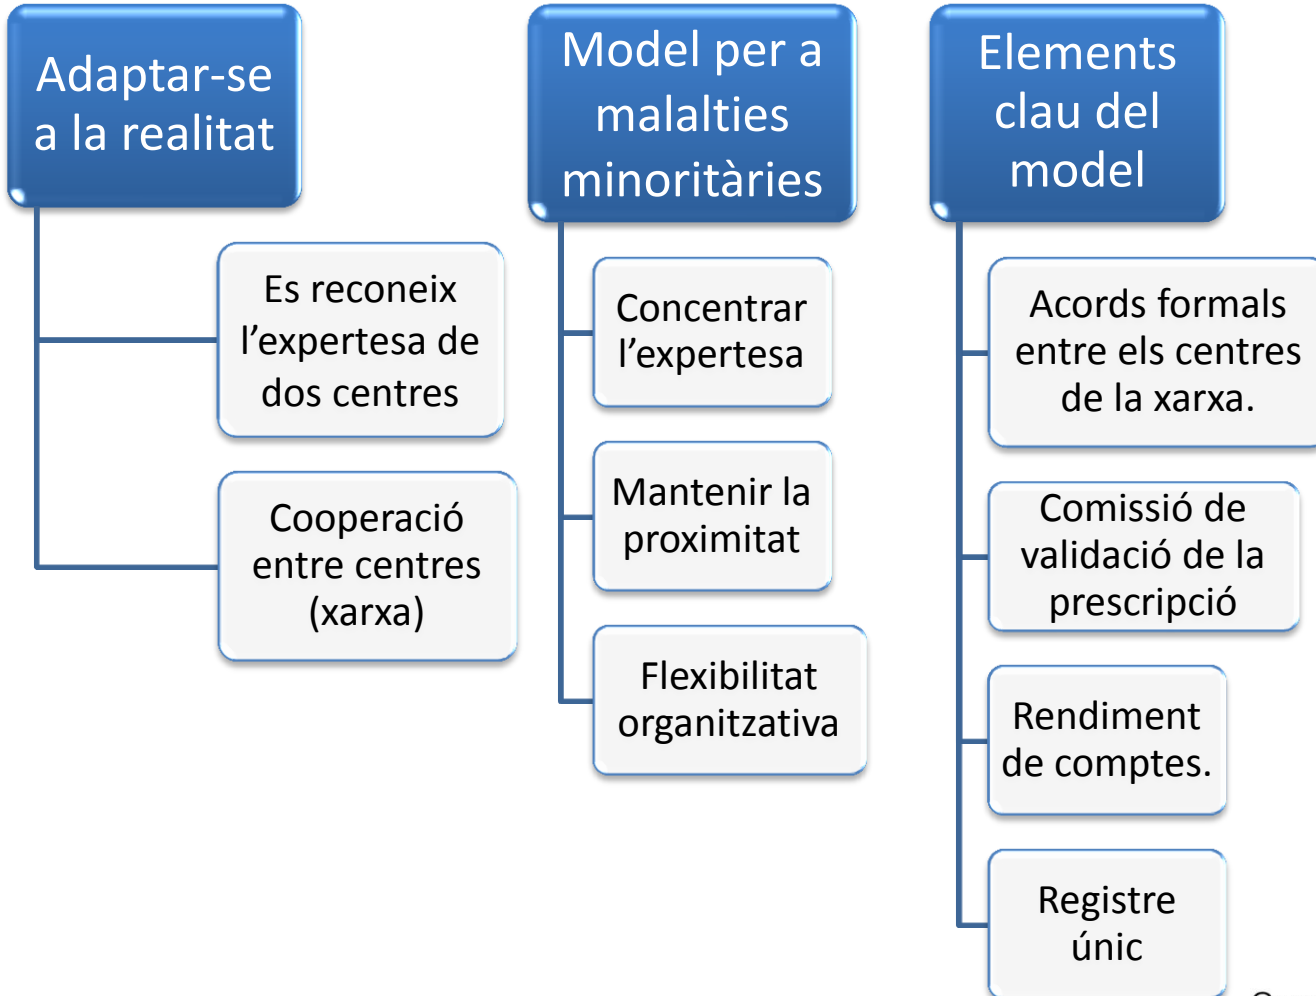 Adaptar-se
a la realitat
Es reconeix
l’expertesa de
dos centres
Cooperació
entre centres
(xarxa)
Model per a
malalties
minoritàries
Concentrar
l’expertesa
Mantenir la
proximitat
Flexibilitat
organitzativa
Elements
clau del
model
Acords formals
entre els centres
de la xarxa.
Comissió de
validació de la
prescripció
Rendiment
de comptes.
Registre
únic